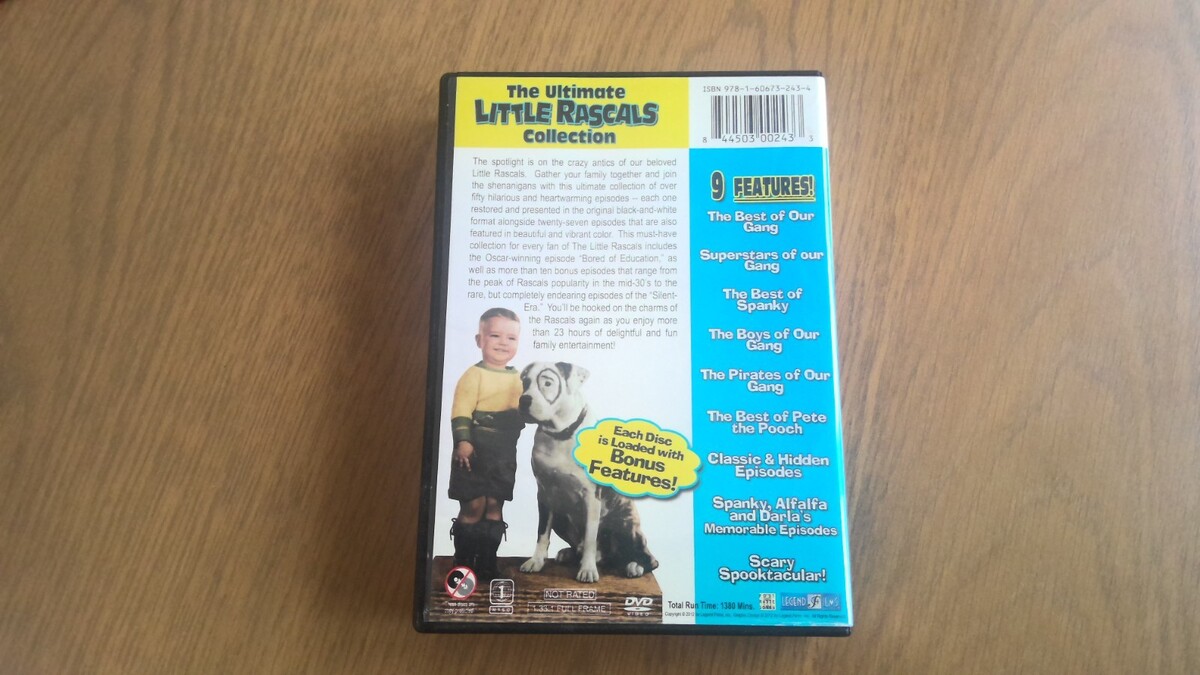 The Ultimate
LITTLE RASCALS
Collection
ISBN 978-1-60673-243-4
8 44503 00243 3
The spotlight is on the crazy antics of our beloved
Little Rascals. Gather your family together and join
the shenanigans with this ultimate collection of over
fifty hilarious and heartwarming episodes – each one
restored and presented in the original black-and-white
format alongside twenty-seven episodes that are also
featured in beautiful and vibrant color. This must-have
collection for every fan of The Little Rascals includes
the Oscar-winning episode "Bored of Education," as
well as more than ten bonus episodes that range from
the peak of Rascals popularity in the mid-30's to the
rare, but completely endearing episodes of the "Silent-
Era." You'll be hooked on the charms of
the Rascals again as you enjoy more
than 23 hours of delightful and fun
family entertainment!
Each Disc
is Loaded with
Bonus
Features!
9 FEATURES!
The Best of Our
Gang
Superstars of our
Gang
The Best of
Spanky
The Boys of Our
Gang
The Pirates of Our
Gang
The Best of Pete
the Pooch
Classic & Hidden
Episodes
Spanky, Alfalfa
and Darla's
Memorable Episodes
Scary
Spooktacular!
1
NOT RATED
1.33:1 FULL FRAME
DVD
VIDEO
Total Run Time: 1380 Mins.
LEGEND FILMS